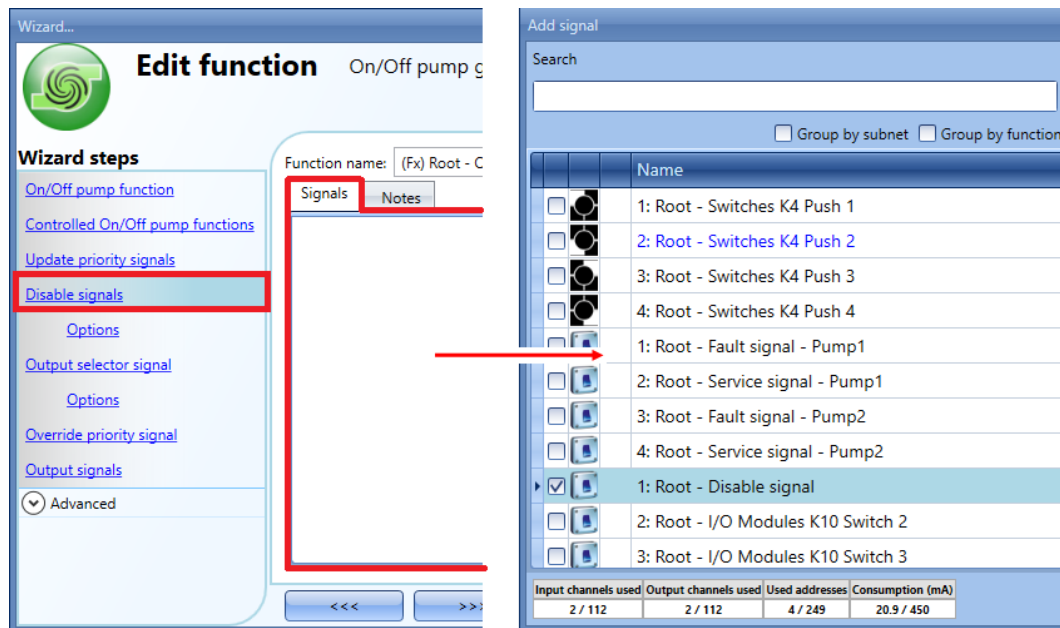 Wizard...
Edit function On/Off pump g
Wizard steps
On/Off pump function
Controlled On/Off pump functions
Update priority signals
Disable signals
Options
Output selector signal
Options
Override priority signal
Output signals
Advanced
Function name: (Fx) Root - C
Signals Notes
<<< >>>
Add signal
Search
Group by subnet Group by function
Name
1: Root - Switches K4 Push 1
2: Root - Switches K4 Push 2
3: Root - Switches K4 Push 3
4: Root - Switches K4 Push 4
1: Root - Fault signal - Pump1
2: Root - Service signal - Pump1
3: Root - Fault signal - Pump2
4: Root - Service signal - Pump2
1: Root - Disable signal
2: Root - I/O Modules K10 Switch 2
3: Root - I/O Modules K10 Switch 3
Input channels used Output channels used Used addresses Consumption (mA)
2 / 112 2 / 112 4 / 249 20.9 / 450